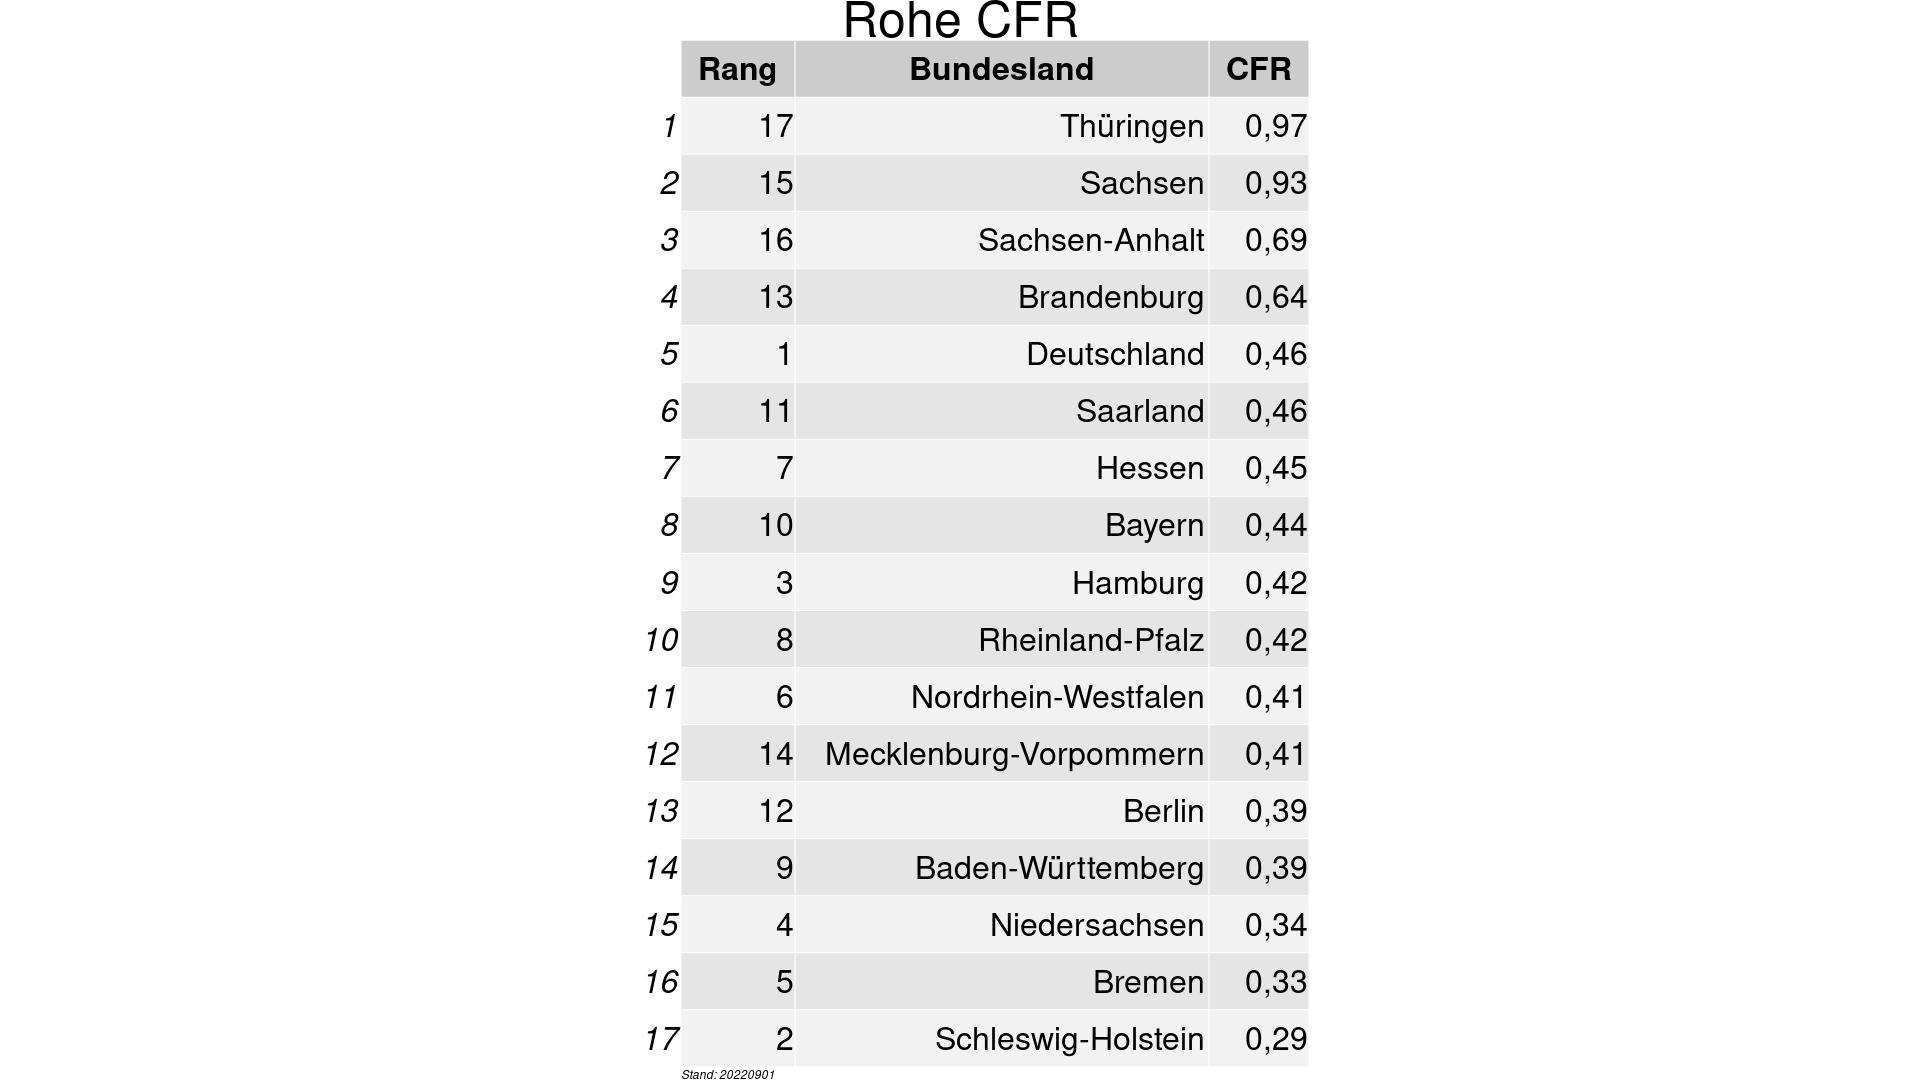 Rohe CFR
Rang Bundesland CFR
1 17 Thüringen 0,97
2 15 Sachsen 0,93
3 16 Sachsen-Anhalt 0,69
4 13 Brandenburg 0,64
5 1 Deutschland 0,46
6 11 Saarland 0,46
7 7 Hessen 0,45
8 10 Bayern 0,44
9 3 Hamburg 0,42
10 8 Rheinland-Pfalz 0,42
11 6 Nordrhein-Westfalen 0,41
12 14 Mecklenburg-Vorpommern 0,41
13 12 Berlin 0,39
14 9 Baden-Württemberg 0,39
15 4 Niedersachsen 0,34
16 5 Bremen 0,33
17 2 Schleswig-Holstein 0,29
Stand: 20220901